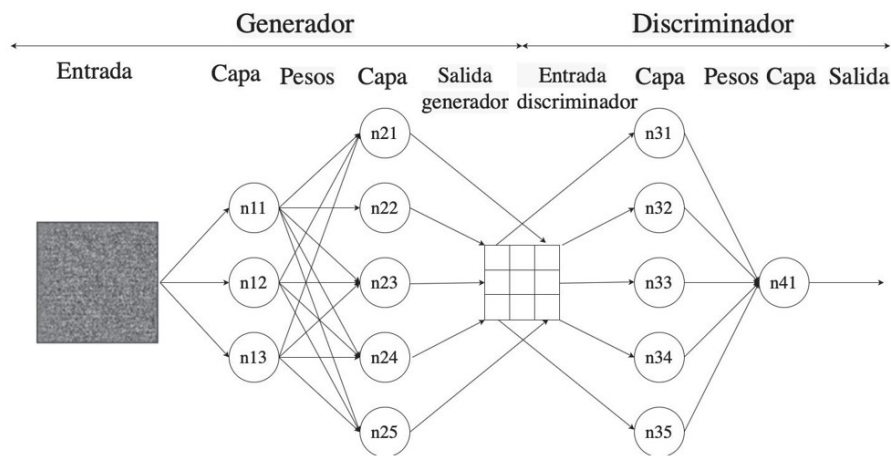 Generador
Discriminador
Entrada
Capa
Pesos
Capa
Salida
generador
Entrada
discriminador
Capa
Pesos
Capa
Salida
n11
n12
n13
n21
n22
n23
n24
n25
n31
n32
n33
n34
n35
n41